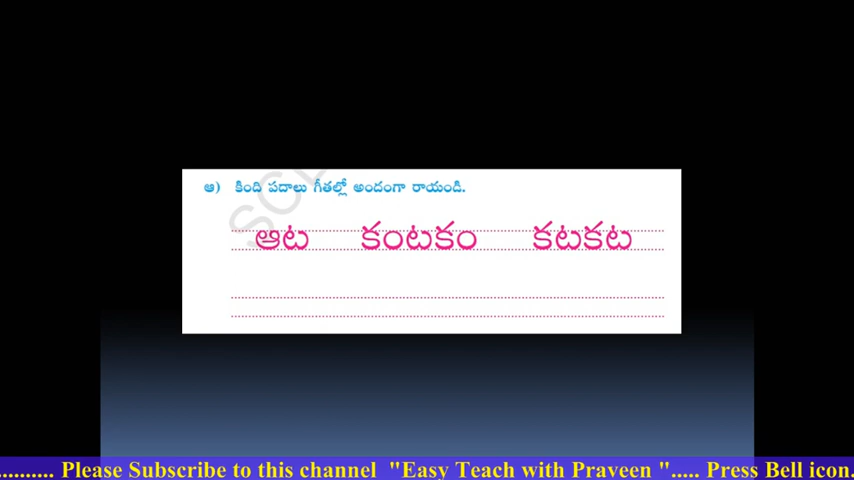 ఆ) కింది పదాలు గీతల్లో అందంగా రాయండి.
ఆట కంటకం కటకట
.......... Please Subscribe to this channel "Easy Teach with Praveen "..... Press Bell icon.